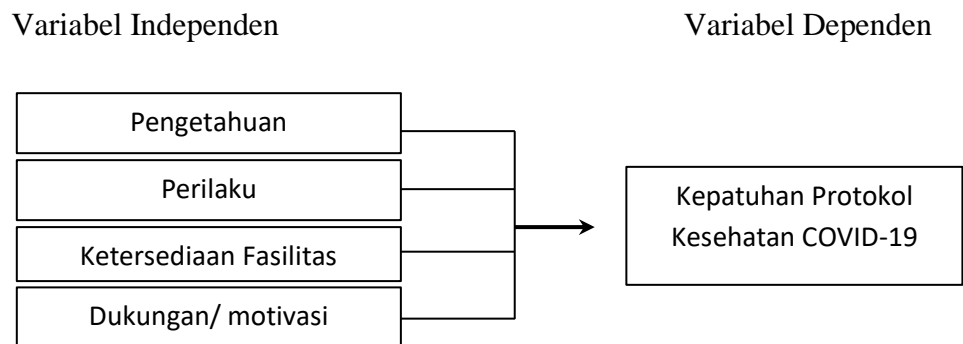 Variabel Independen
Variabel Dependen
Pengetahuan
Perilaku
Ketersediaan Fasilitas
Dukungan/ motivasi
Kepatuhan Protokol
Kesehatan COVID-19